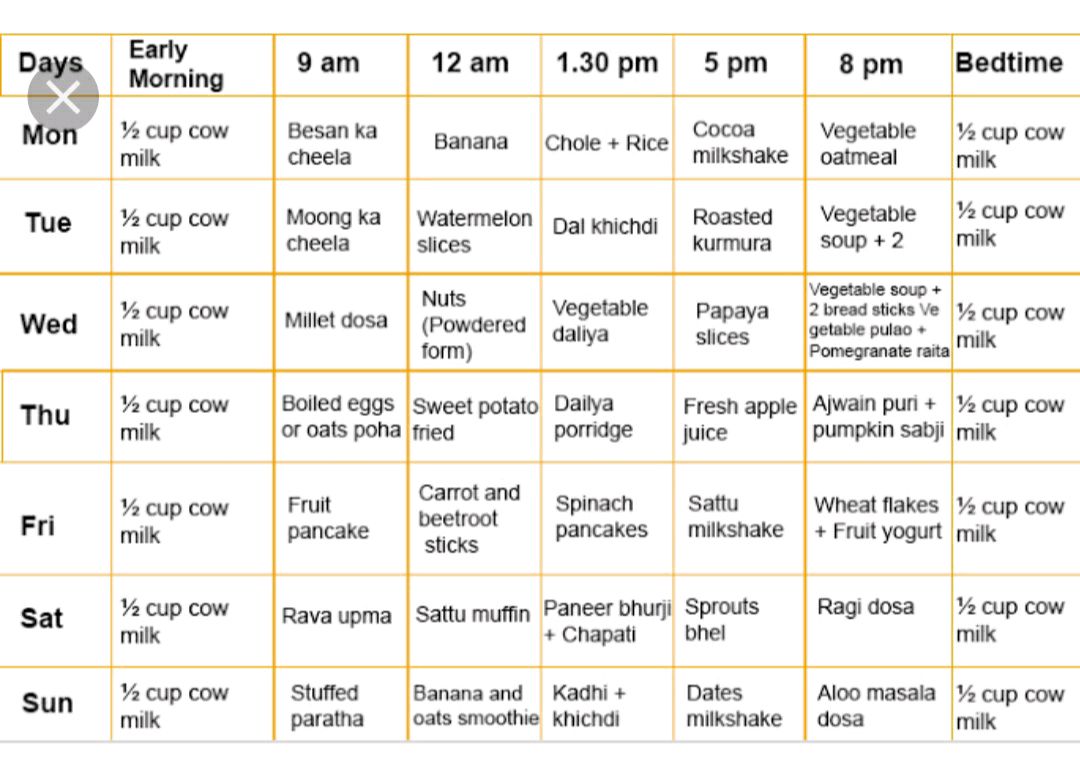 Days Early Morning 9 am 12 am 1.30 pm 5 pm 8 pm Bedtime
Mon ½ cup cow milk Besan ka cheela Banana Chole + Rice Cocoa milkshake Vegetable oatmeal ½ cup cow milk
Tue ½ cup cow milk Moong ka cheela Watermelon slices Dal khichdi Roasted kurmura Vegetable soup + 2 ½ cup cow milk
Wed ½ cup cow milk Millet dosa Nuts (Powdered form) Vegetable daliya Papaya slices Vegetable soup + 2 bread sticks Ve getable pulao + Pomegranate raita ½ cup cow milk
Thu ½ cup cow milk Boiled eggs or oats poha Sweet potato fried Dailya porridge Fresh apple juice Ajwain puri + pumpkin sabji ½ cup cow milk
Fri ½ cup cow milk Fruit pancake Carrot and beetroot sticks Spinach pancakes Sattu milkshake Wheat flakes + Fruit yogurt ½ cup cow milk
Sat ½ cup cow milk Rava upma Sattu muffin Paneer bhurji + Chapati Sprouts bhel Ragi dosa ½ cup cow milk
Sun ½ cup cow milk Stuffed paratha Banana and oats smoothie Kadhi + khichdi Dates milkshake Aloo masala dosa ½ cup cow milk